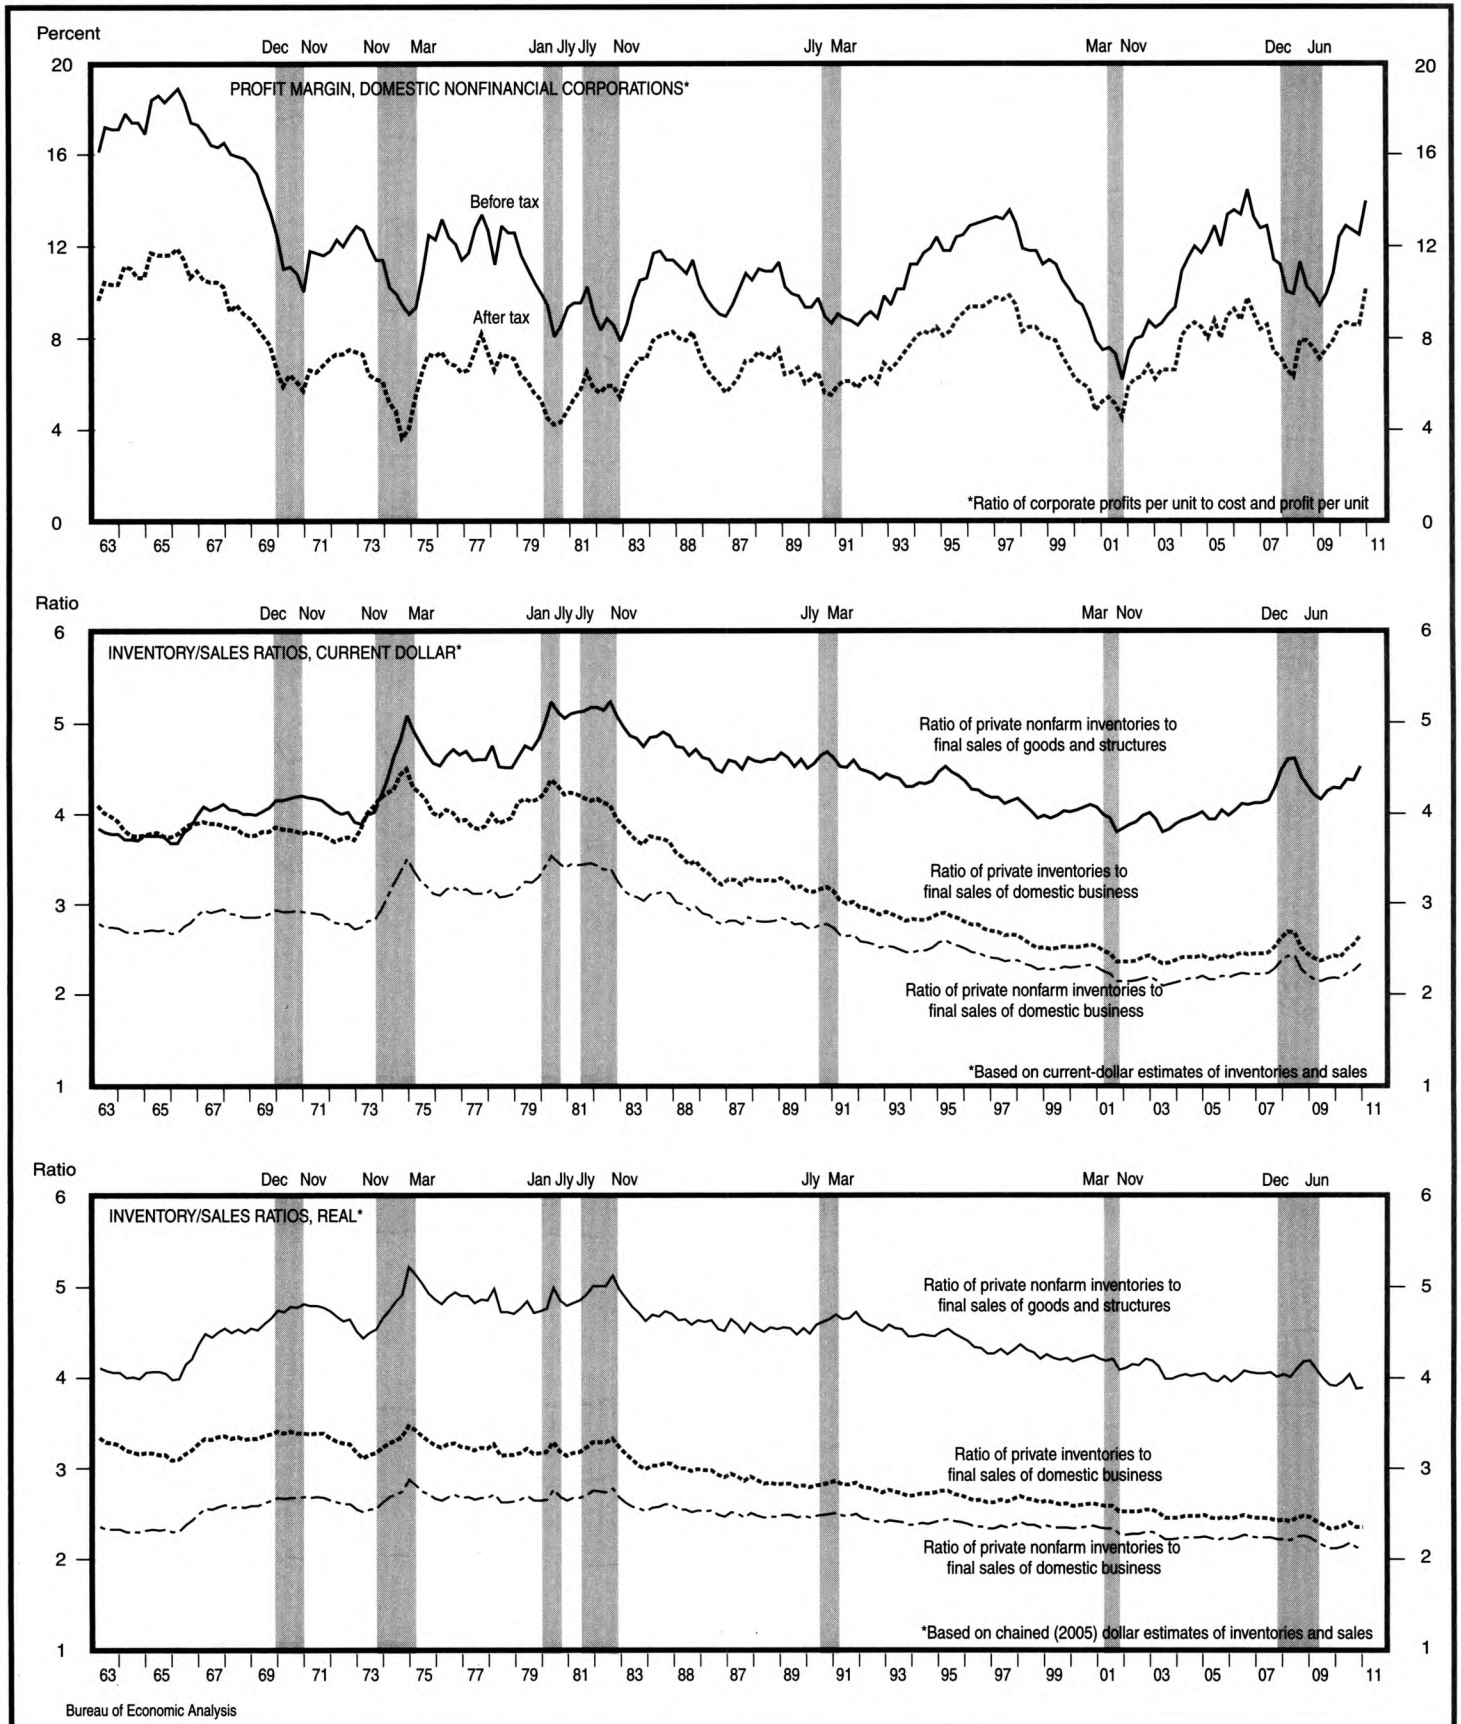 Percent
Dec Nov Nov Mar Jan Jly Jly Nov Jly Mar Mar Nov Dec Jun
20 20
PROFIT MARGIN, DOMESTIC NONFINANCIAL CORPORATIONS*
16 16
Before tax
12 12
After tax
8 8
4 4
*Ratio of corporate profits per unit to cost and profit per unit
0 0
63 65 67 69 71 73 75 77 79 81 83 88 87 89 91 93 95 97 99 01 03 05 07 09 11
Ratio
Dec Nov Nov Mar Jan Jly Jly Nov Jly Mar Mar Nov Dec Jun
6 6
INVENTORY/SALES RATIOS, CURRENT DOLLAR*
5 5
Ratio of private nonfarm inventories to
final sales of goods and structures
4 4
Ratio of private inventories to
final sales of domestic business
3 3
2 2
Ratio of private nonfarm inventories to
final sales of domestic business
*Based on current-dollar estimates of inventories and sales
1 1
63 65 67 69 71 73 75 77 79 81 83 88 87 89 91 93 95 97 99 01 03 05 07 09 11
Ratio
Dec Nov Nov Mar Jan Jly Jly Nov Jly Mar Mar Nov Dec Jun
6 6
INVENTORY/SALES RATIOS, REAL*
5 5
Ratio of private nonfarm inventories to
final sales of goods and structures
4 4
Ratio of private inventories to
final sales of domestic business
3 3
Ratio of private nonfarm inventories to
final sales of domestic business
2 2
*Based on chained (2005) dollar estimates of inventories and sales
1 1
63 65 67 69 71 73 75 77 79 81 83 88 87 89 91 93 95 97 99 01 03 05 07 09 11
Bureau of Economic Analysis